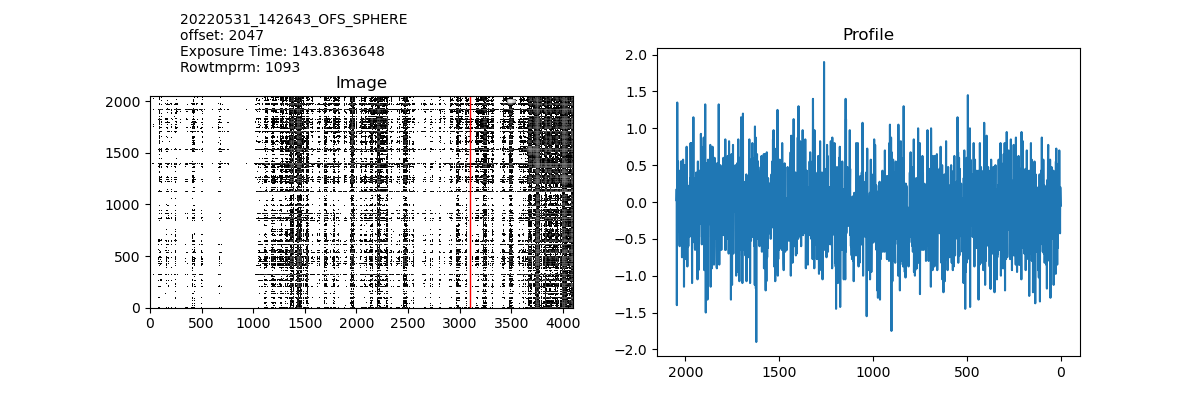 20220531_142643_OFS_SPHERE
offset: 2047
Exposure Time: 143.8363648
Rowtmprm: 1093
Image
2000
1500
1000
500
0
0 500 1000 1500 2000 2500 3000 3500 4000
Profile
2.0
1.5
1.0
0.5
0.0
−0.5
−1.0
−1.5
−2.0
2000 1500 1000 500 0